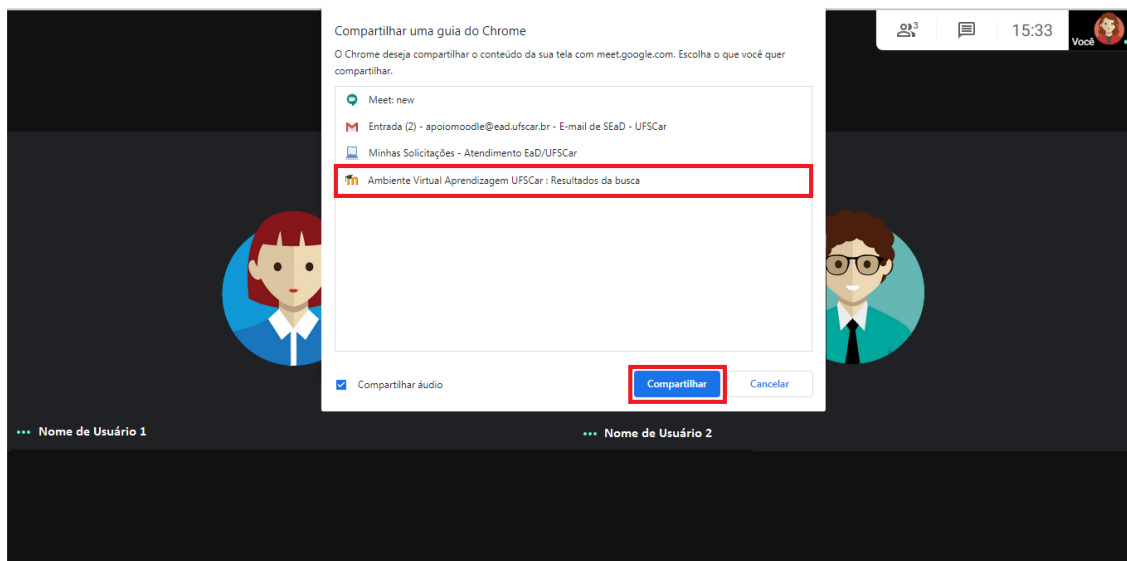 Compartilhar uma guia do Chrome
O Chrome deseja compartilhar o conteúdo da sua tela com meet.google.com. Escolha o que você quer
compartilhar.
3
15:33
Você
Meet: new
Entrada (2) - apoiomoodle@ead.ufscar.br - E-mail de SEaD - UFSCar
Minhas Solicitações - Atendimento EaD/UFSCar
Ambiente Virtual Aprendizagem UFSCar : Resultados da busca
Compartilhar áudio
Compartilhar
Cancelar
Nome de Usuário 1
Nome de Usuário 2